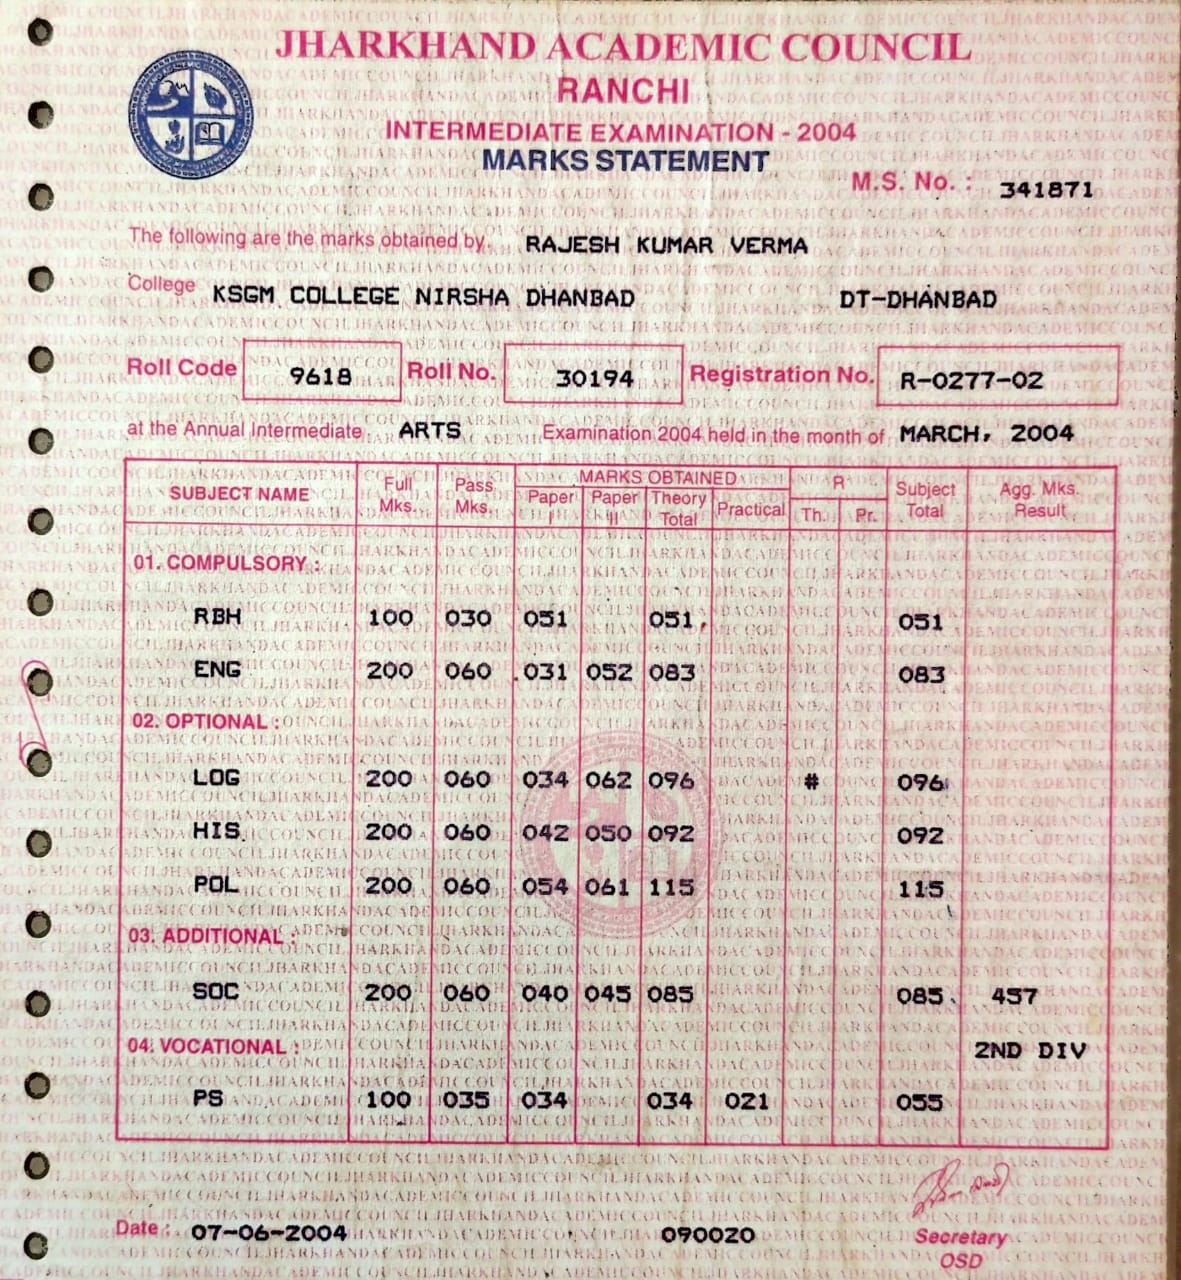 JHARKHAND ACADEMIC COUNCIL
RANCHI
INTERMEDIATE EXAMINATION - 2004
MARKS STATEMENT
M.S. No. : 341871
The following are the marks obtained by RAJESH KUMAR VERMA
College KSGM COLLEGE NIRSHA DHANBAD DT-DHANBAD
Roll Code 9618 Roll No. 30194 Registration No. R-0277-02
at the Annual Intermediate ARTS Examination 2004 held in the month of MARCH, 2004
SUBJECT NAME Full Mks. Pass Mks. MARKS OBTAINED R Subject Total Agg. Mks. Result
Paper I Paper II Theory Total Practical Th. Pr.
01. COMPULSORY :
RBH 100 030 051 051 051
ENG 200 060 031 052 083 083
02. OPTIONAL :
LOG 200 060 034 062 096 # 096
HIS 200 060 042 050 092 092
POL 200 060 054 061 115 115
03. ADDITIONAL :
SOC 200 060 040 045 085 085 457
04. VOCATIONAL : 2ND DIV
PS 100 035 034 034 021 055
Date : 07-06-2004 090020 Secretary
OSD